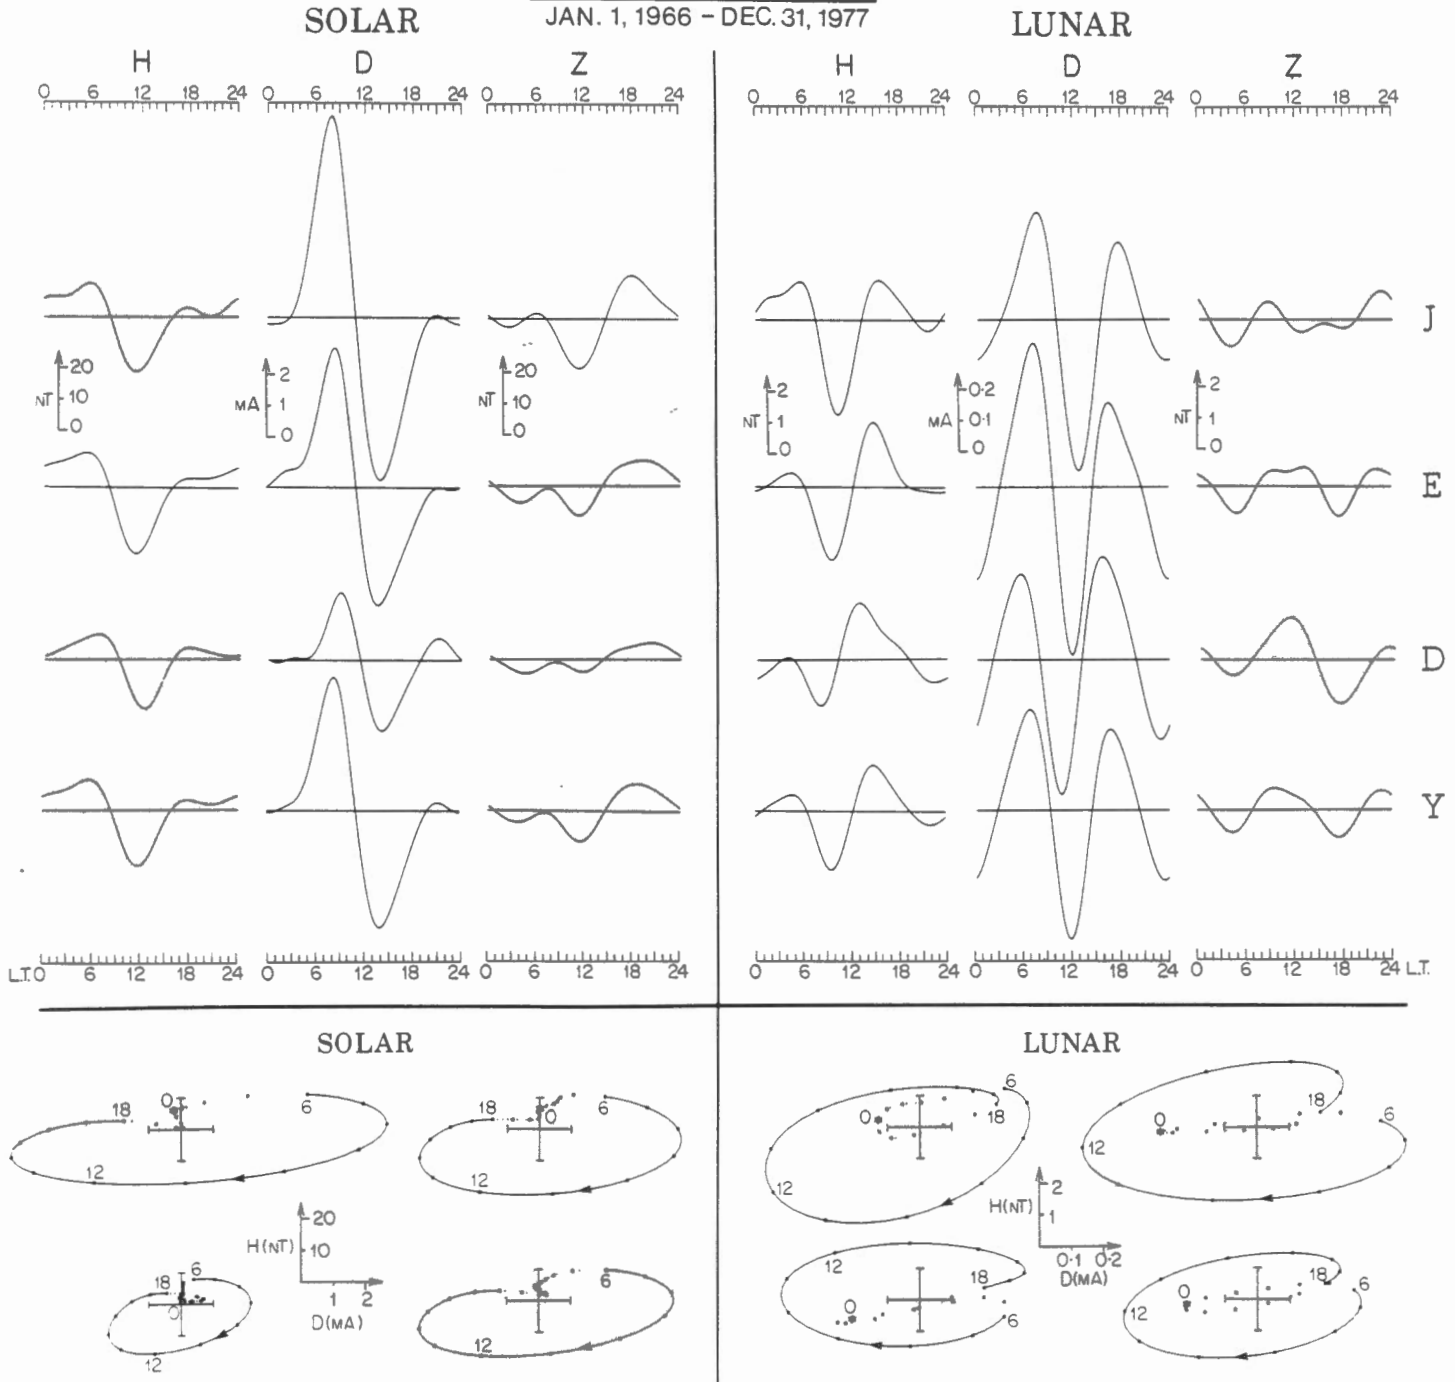 JAN. 1, 1966 – DEC. 31, 1977
SOLAR LUNAR
H D Z H D Z
0 6 12 18 24 0 6 12 18 24 0 6 12 18 24 0 6 12 18 24 0 6 12 18 24 0 6 12 18 24
J
NT 20 10 0
MA 2 1 0
NT 20 10 0
NT 2 1 0
MA 0·2 0·1 0
NT 2 1 0
E
D
Y
L.T. 0 6 12 18 24 0 6 12 18 24 0 6 12 18 24 0 6 12 18 24 0 6 12 18 24 0 6 12 18 24 L.T.
SOLAR LUNAR
18 0 6 12
18 0 6 12
0 6 18 12
0 18 6 12
H(NT) 20 10
1 2
D(MA)
H(NT) 2 1
0·1 0·2
D(MA)
18 6 0 12
6 12
12 0 18 6
0 18 6 12